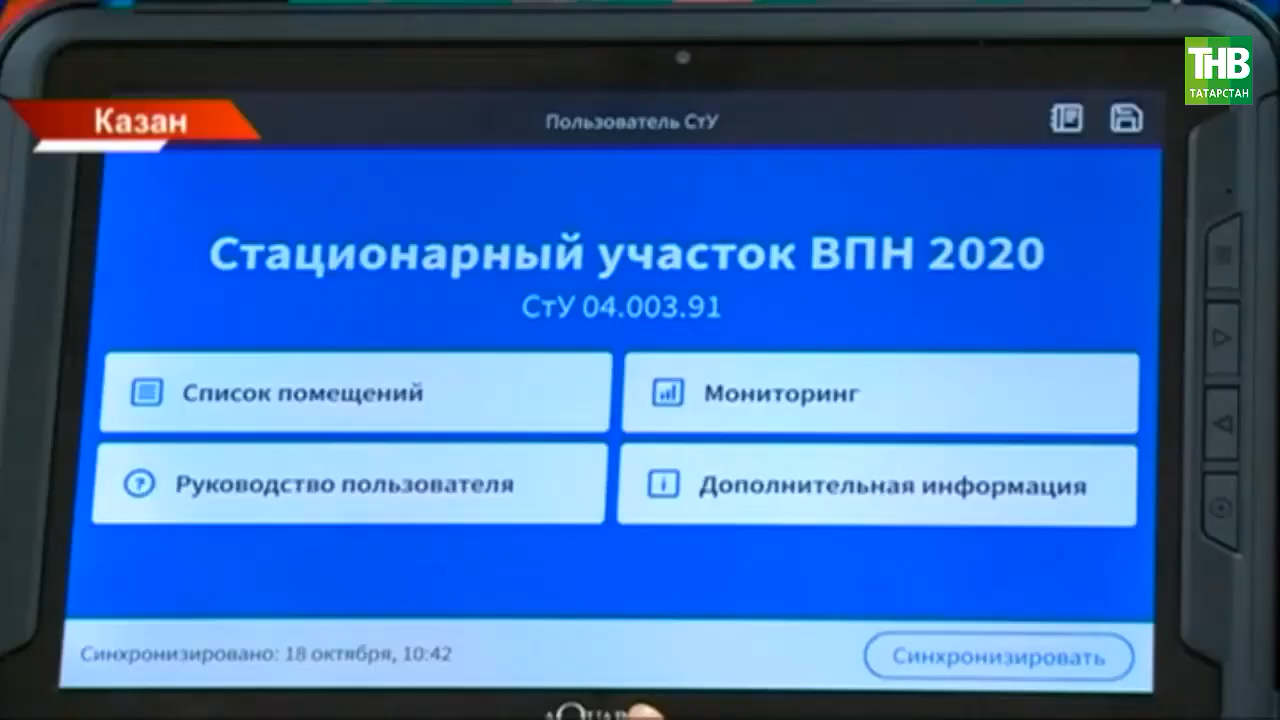 ТНВ
ТАТАРСТАН
Казан
Пользователь СтУ
Стационарный участок ВПН 2020
СтУ 04.003.91
Список помещений
Мониторинг
Руководство пользователя
Дополнительная информация
Синхронизировано: 18 октября, 10:42
Синхронизировать